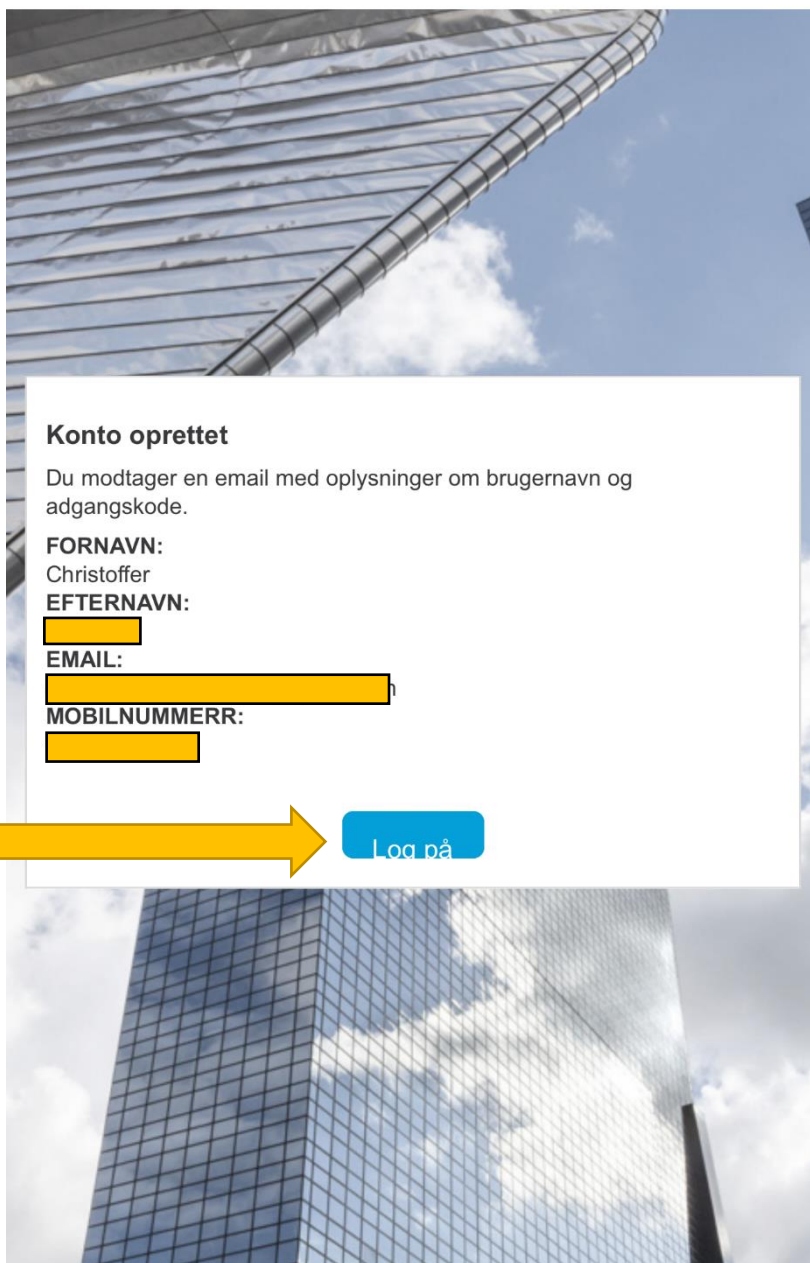 Konto oprettet
Du modtager en email med oplysninger om brugernavn og
adgangskode.
FORNAVN:
Christoffer
EFTERNAVN:
EMAIL:
MOBILNUMMERR:
Log på